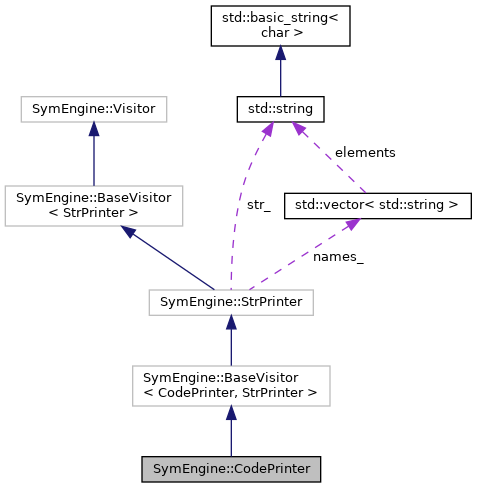 std::basic_string<
char >
SymEngine::Visitor
std::string
elements
SymEngine::BaseVisitor
< StrPrinter >
str_
std::vector< std::string >
names_
SymEngine::StrPrinter
SymEngine::BaseVisitor
< CodePrinter, StrPrinter >
SymEngine::CodePrinter